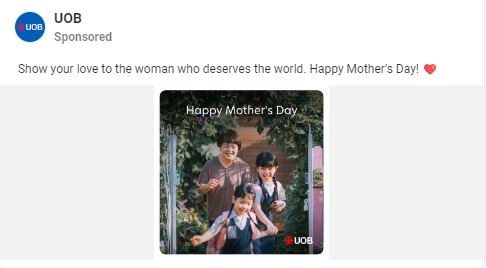 UOB
UOB
Sponsored
Show your love to the woman who deserves the world. Happy Mother's Day! ❤️
Happy Mother's Day
UOB